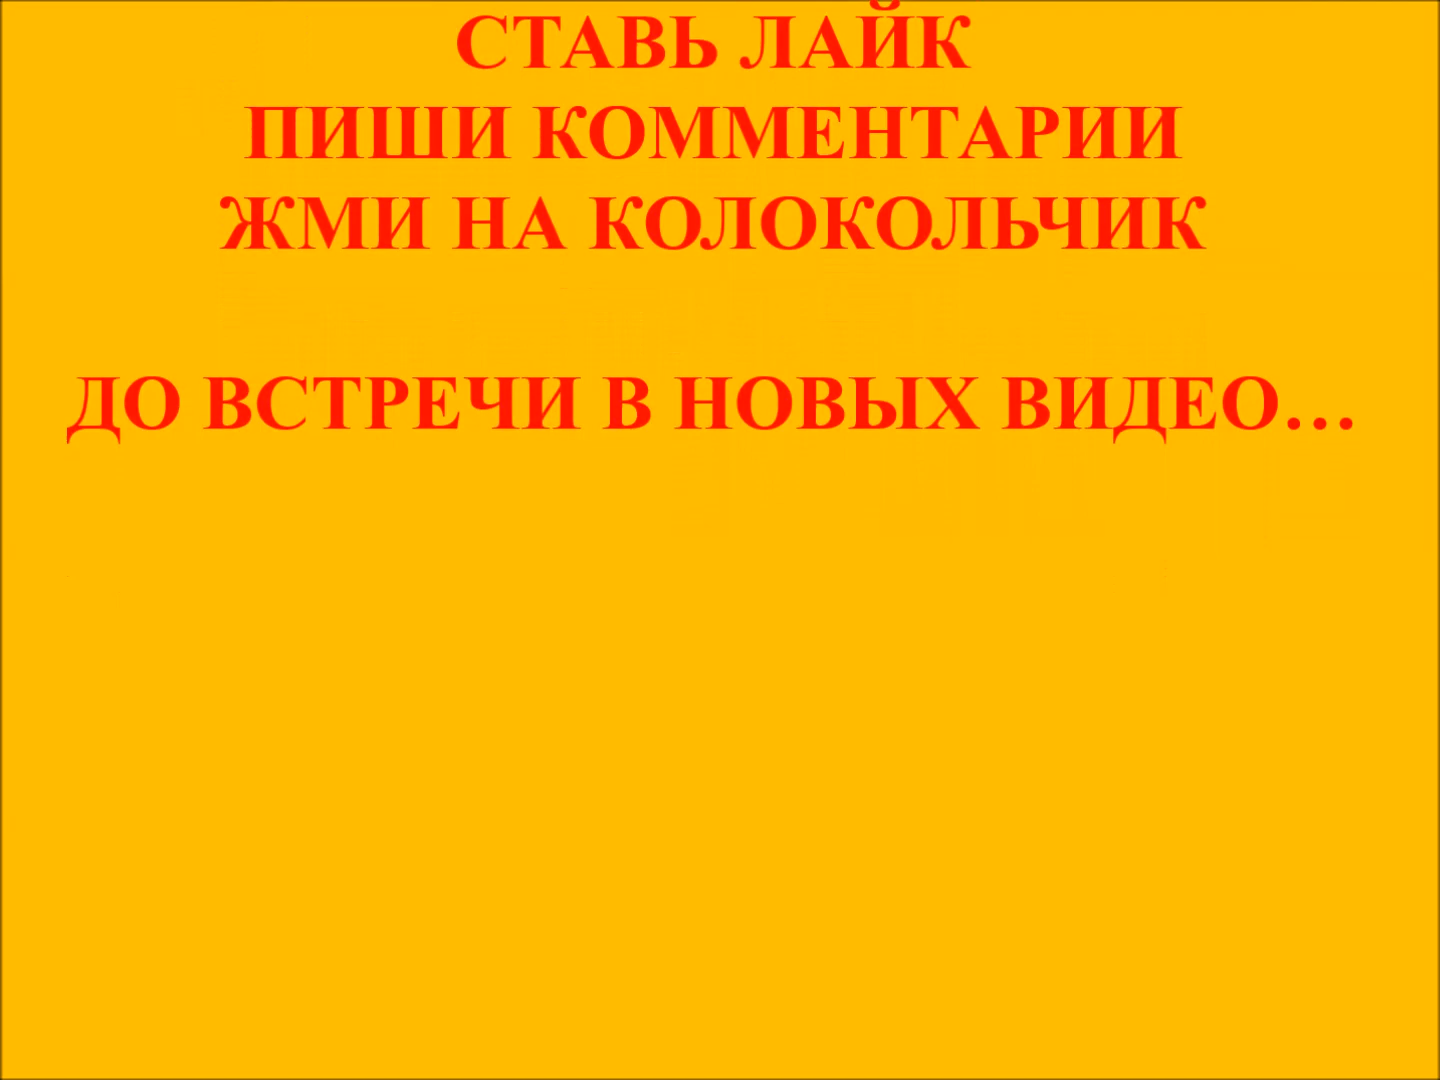 СТАВЬ ЛАЙК
ПИШИ КОММЕНТАРИИ
ЖМИ НА КОЛОКОЛЬЧИК
ДО ВСТРЕЧИ В НОВЫХ ВИДЕО…